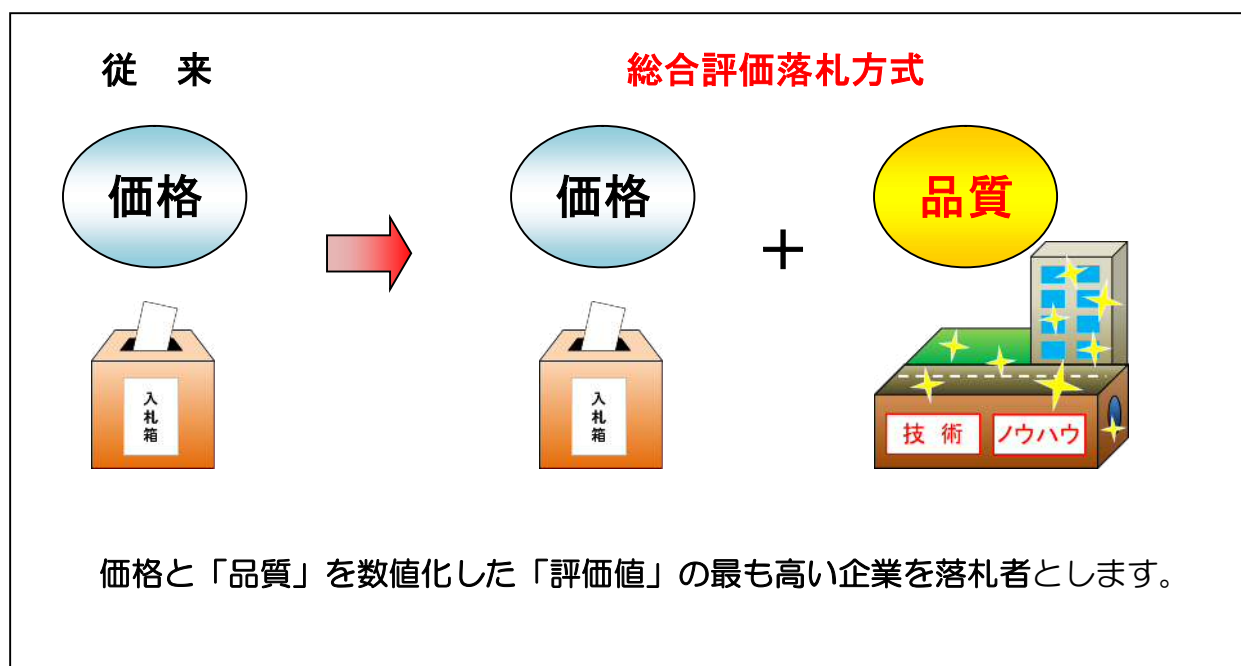 従　来
総合評価落札方式
価格
価格
＋
品質
入札箱
入札箱
技 術
ノウハウ
価格と「品質」を数値化した「評価値」の最も高い企業を落札者とします。